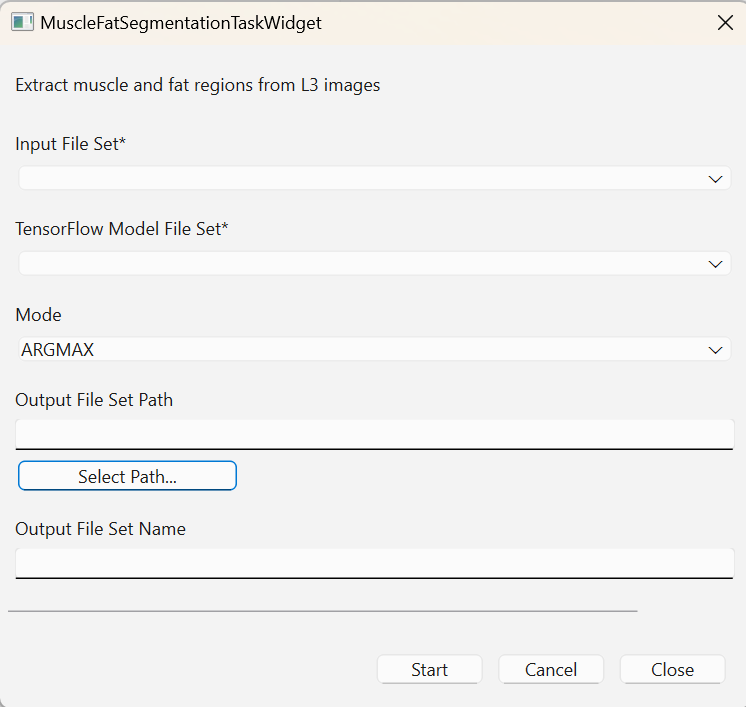 MuscleFatSegmentationTaskWidget
Extract muscle and fat regions from L3 images
Input File Set*
TensorFlow Model File Set*
Mode
ARGMAX
Output File Set Path
Select Path...
Output File Set Name
Start Cancel Close